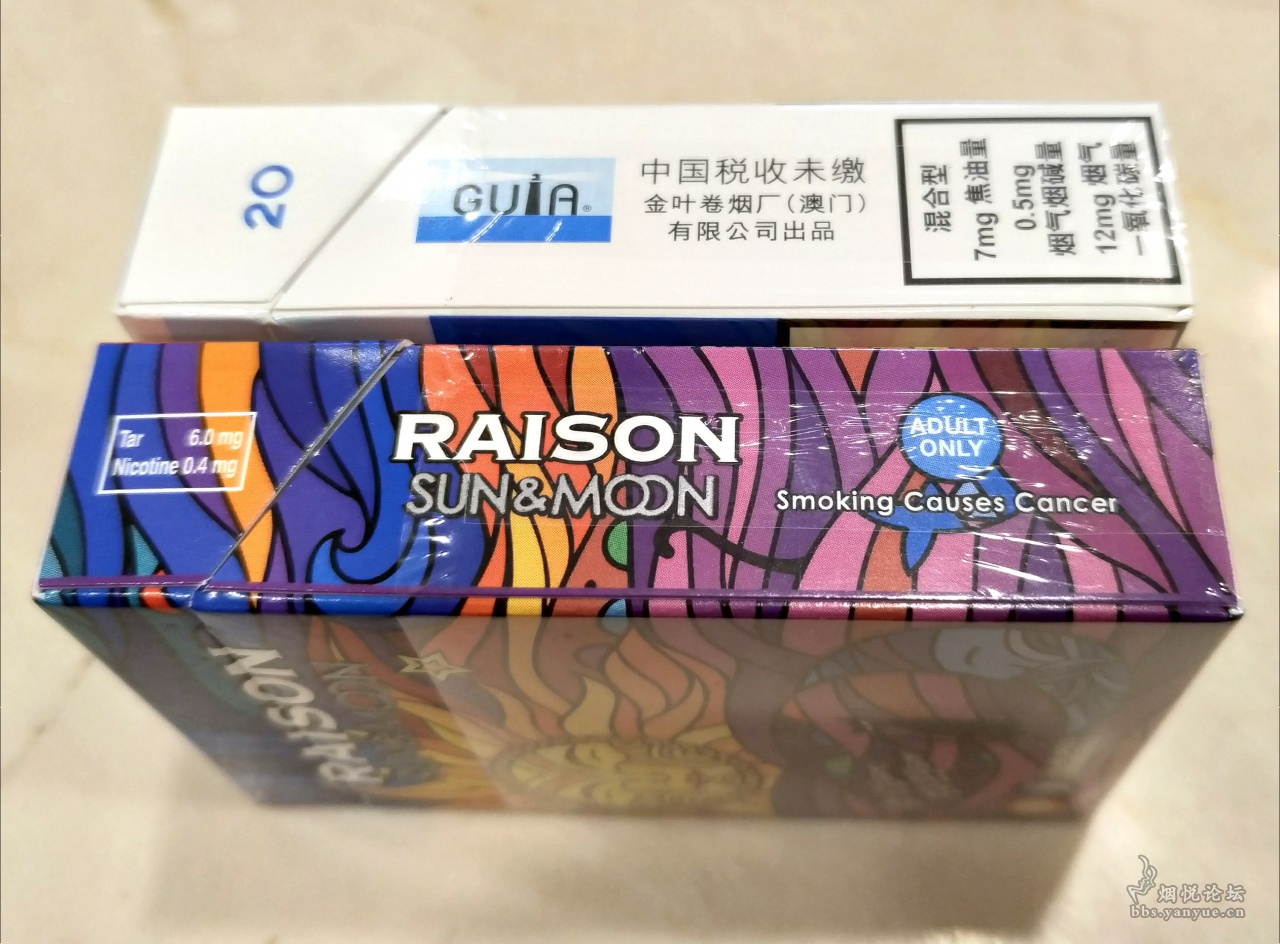 20
GUIA®
中国税收未缴
金叶卷烟厂(澳门)
有限公司出品
混合型
7mg 焦油量
0.5mg
烟气烟碱量
12mg 烟气
一氧化碳量
Tar 6.0 mg
Nicotine 0.4 mg
RAISON
SUN&MOON
ADULT
ONLY
Smoking Causes Cancer
RAISON
烟悦论坛
bbs.yanyue.cn